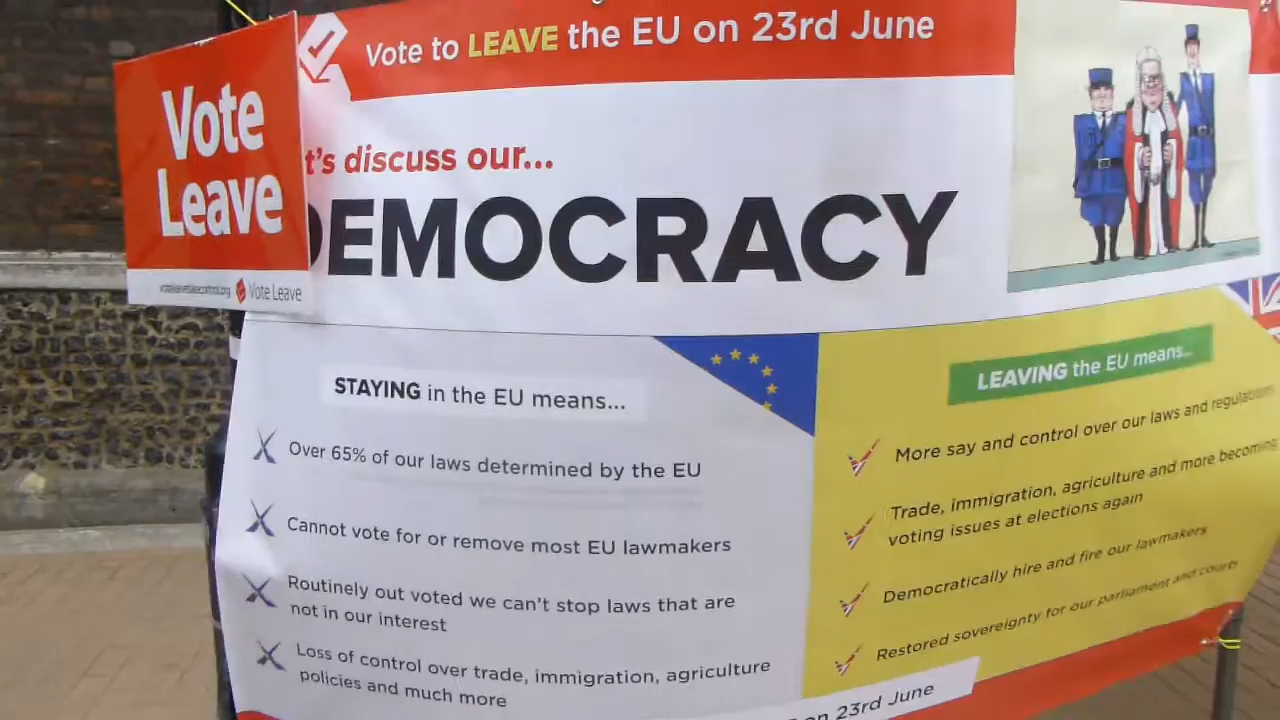 Vote to LEAVE the EU on 23rd June
Vote
Leave
t's discuss our...
DEMOCRACY
Vote Leave
STAYING in the EU means...
Over 65% of our laws determined by the EU
Cannot vote for or remove most EU lawmakers
Routinely out voted we can't stop laws that are
not in our interest
Loss of control over trade, immigration, agriculture
policies and much more
LEAVING the EU means...
More say and control over our laws and regulations
Trade, immigration, agriculture and more becoming
voting issues at elections again
Democratically hire and fire our lawmakers
Restored sovereignty for our parliament and courts
on 23rd June